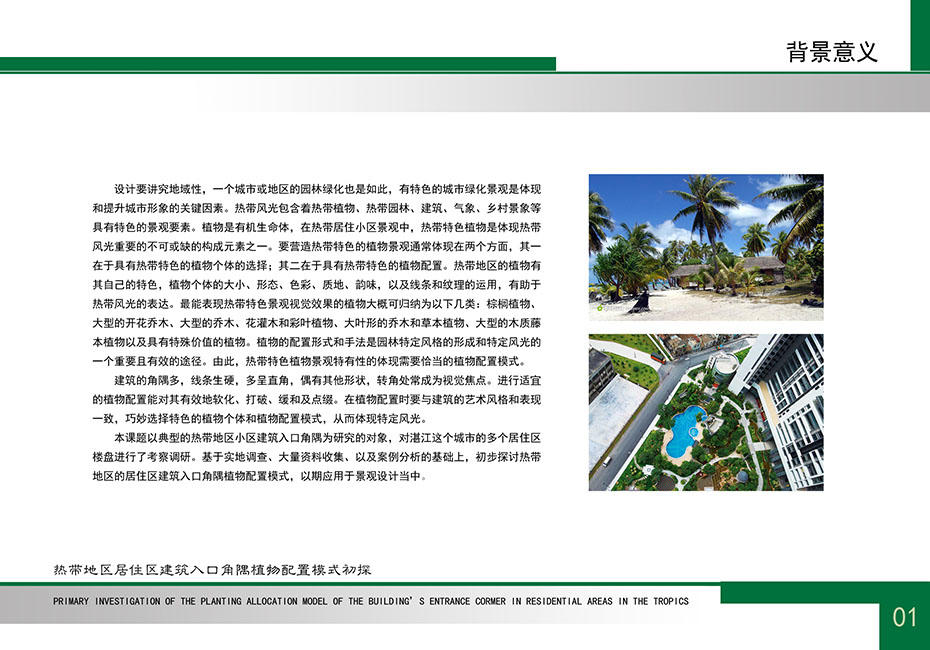 背景意义
设计要讲究地域性，一个城市或地区的园林绿化也是如此，有特色的城市绿化景观是体现
和提升城市形象的关键因素。热带风光包含着热带植物、热带园林、建筑、气象、乡村景象等
具有特色的景观要素。植物是有机生命体，在热带居住小区景观中，热带特色植物是体现热带
风光重要的不可或缺的构成元素之一。要营造热带特色的植物景观通常体现在两个方面，其一
在于具有热带特色的植物个体的选择；其二在于具有热带特色的植物配置。热带地区的植物有
其自己的特色，植物个体的大小、形态、色彩、质地、韵味，以及线条和纹理的运用，有助于
热带风光的表达。最能表现热带特色景观视觉效果的植物大概可归纳为以下几类：棕榈植物、
大型的开花乔木、大型的乔木、花灌木和彩叶植物、大叶形的乔木和草本植物、大型的木质藤
本植物以及具有特殊价值的植物。植物的配置形式和手法是园林特定风格的形成和特定风光的
一个重要且有效的途径。由此，热带特色植物景观特有性的体现需要恰当的植物配置模式。
建筑的角隅多，线条生硬，多呈直角，偶有其他形状，转角处常成为视觉焦点。进行适宜
的植物配置能对其有效地软化、打破、缓和及点缀。在植物配置时要与建筑的艺术风格和表现
一致，巧妙选择特色的植物个体和植物配置模式，从而体现特定风光。
本课题以典型的热带地区小区建筑入口角隅为研究的对象，对湛江这个城市的多个居住区
楼盘进行了考察调研。基于实地调查、大量资料收集、以及案例分析的基础上，初步探讨热带
地区的居住区建筑入口角隅植物配置模式，以期应用于景观设计当中。
热带地区居住区建筑入口角隅植物配置模式初探
PRIMARY INVESTIGATION OF THE PLANTING ALLOCATION MODEL OF THE BUILDING'S ENTRANCE CORMER IN RESIDENTIAL AREAS IN THE TROPICS
01